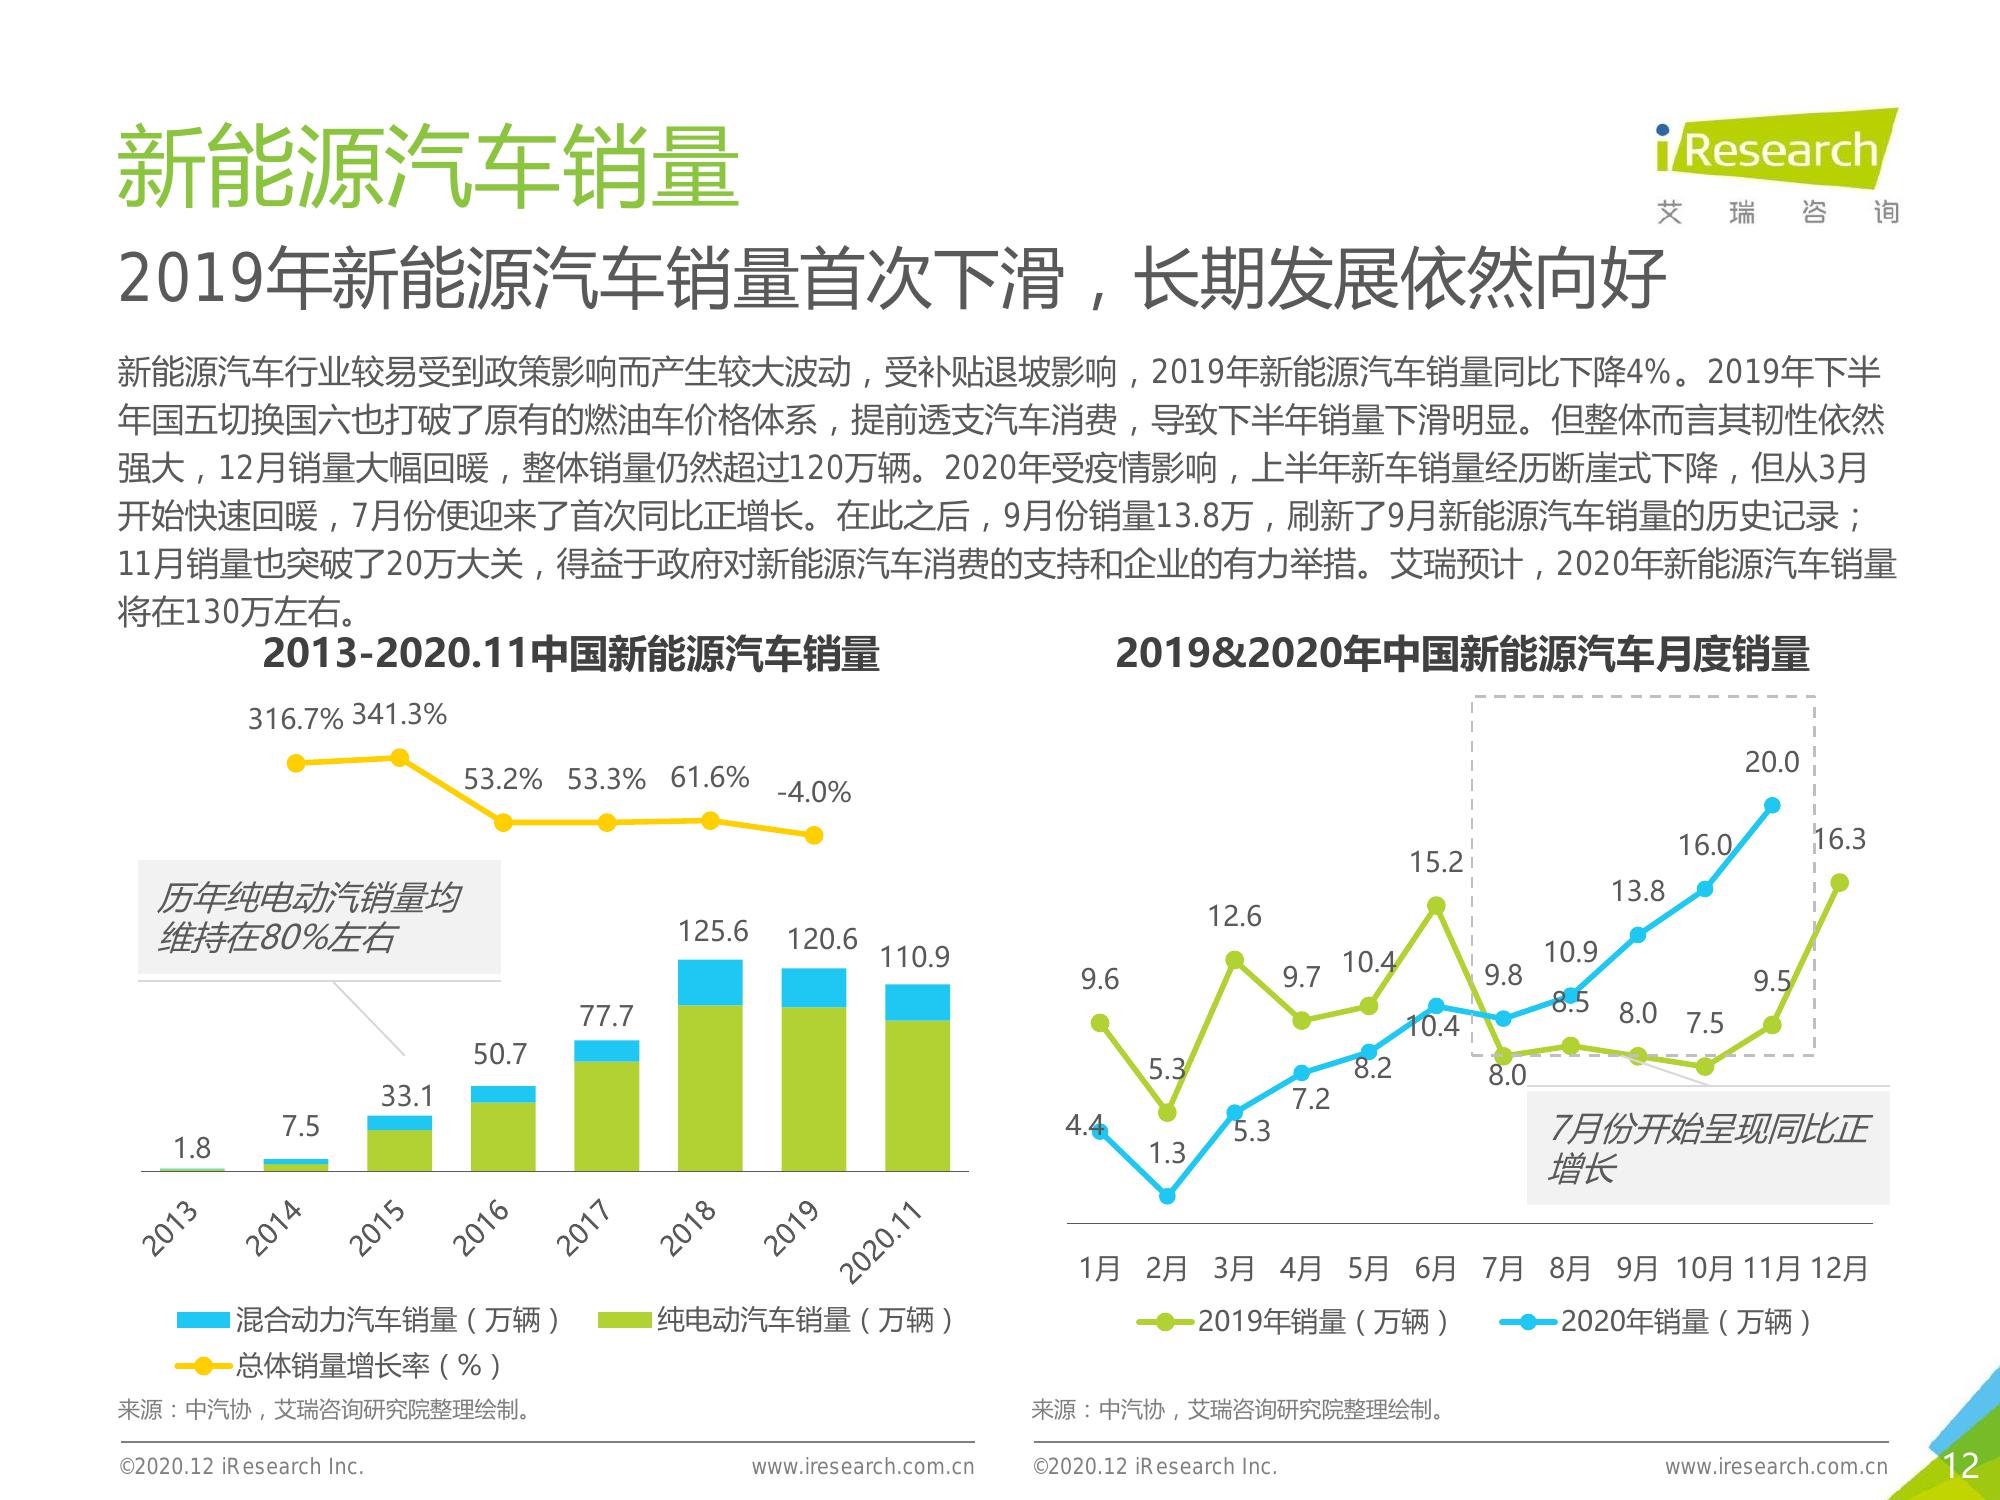 新能源汽车销量
iResearch
艾瑞咨询
2019年新能源汽车销量首次下滑，长期发展依然向好
新能源汽车行业较易受到政策影响而产生较大波动，受补贴退坡影响，2019年新能源汽车销量同比下降4%。2019年下半
年国五切换国六也打破了原有的燃油车价格体系，提前透支汽车消费，导致下半年销量下滑明显。但整体而言其韧性依然
强大，12月销量大幅回暖，整体销量仍然超过120万辆。2020年受疫情影响，上半年新车销量经历断崖式下降，但从3月
开始快速回暖，7月份便迎来了首次同比正增长。在此之后，9月份销量13.8万，刷新了9月新能源汽车销量的历史记录；
11月销量也突破了20万大关，得益于政府对新能源汽车消费的支持和企业的有力举措。艾瑞预计，2020年新能源汽车销量
将在130万左右。
2013-2020.11中国新能源汽车销量
316.7% 341.3% 53.2% 53.3% 61.6% -4.0%
历年纯电动汽销量均
维持在80%左右
1.8 7.5 33.1 50.7 77.7 125.6 120.6 110.9
2013 2014 2015 2016 2017 2018 2019 2020.11
混合动力汽车销量（万辆） 纯电动汽车销量（万辆）
总体销量增长率（%）
来源：中汽协，艾瑞咨询研究院整理绘制。
©2020.12 iResearch Inc. www.iresearch.com.cn
2019&2020年中国新能源汽车月度销量
9.6 5.3 12.6 9.7 10.4 15.2 8.0 8.5 8.0 7.5 9.5 16.3
4.4 1.3 5.3 7.2 8.2 10.4 9.8 10.9 13.8 16.0 20.0
7月份开始呈现同比正
增长
1月 2月 3月 4月 5月 6月 7月 8月 9月 10月 11月 12月
2019年销量（万辆） 2020年销量（万辆）
来源：中汽协，艾瑞咨询研究院整理绘制。
©2020.12 iResearch Inc. www.iresearch.com.cn
12